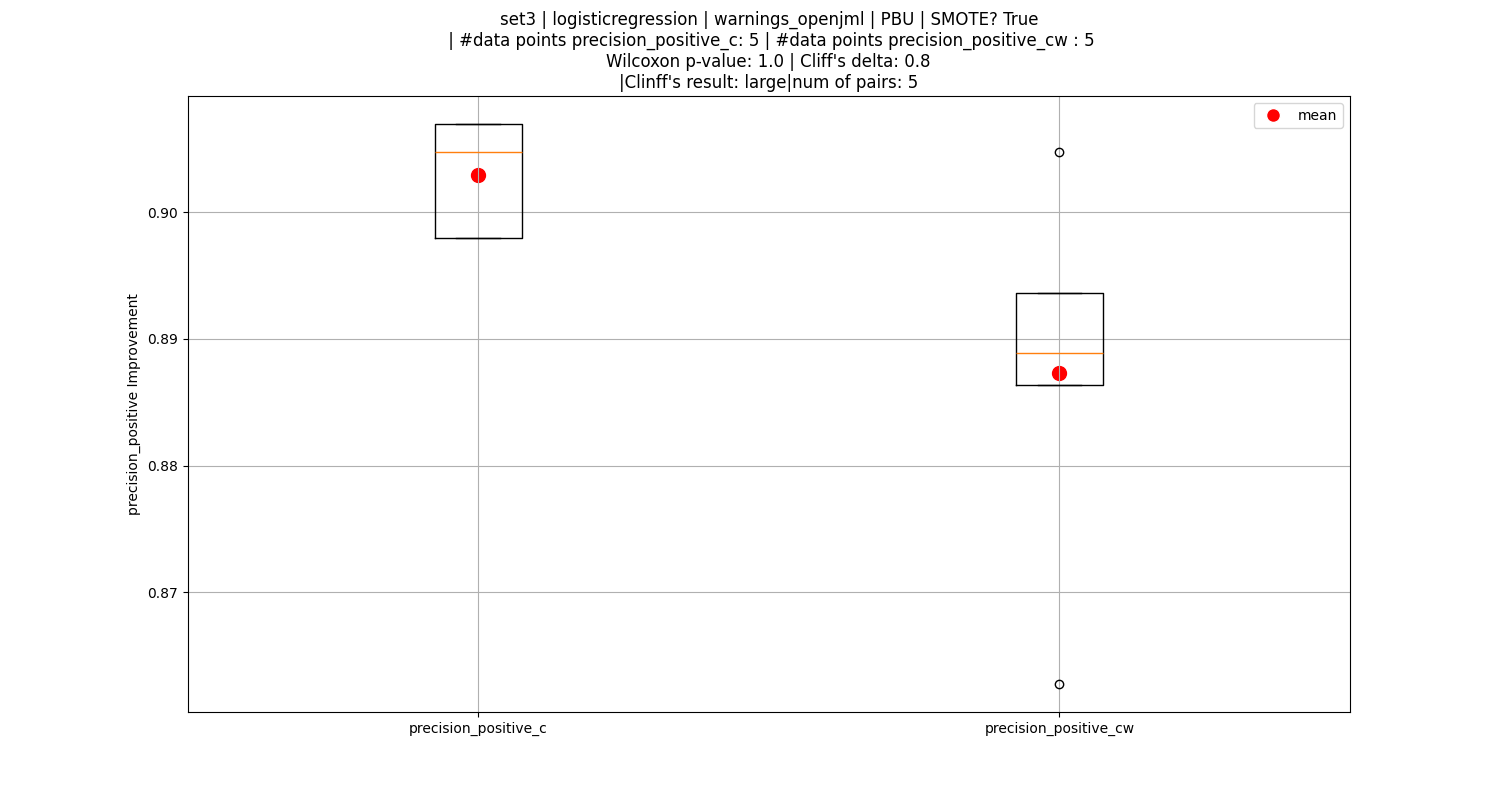 set3 | logisticregression | warnings_openjml | PBU | SMOTE? True
| #data points precision_positive_c: 5 | #data points precision_positive_cw : 5
Wilcoxon p-value: 1.0 | Cliff's delta: 0.8
|Clinff's result: large|num of pairs: 5
mean
0.90
0.89
0.88
0.87
precision_positive Improvement
precision_positive_c
precision_positive_cw